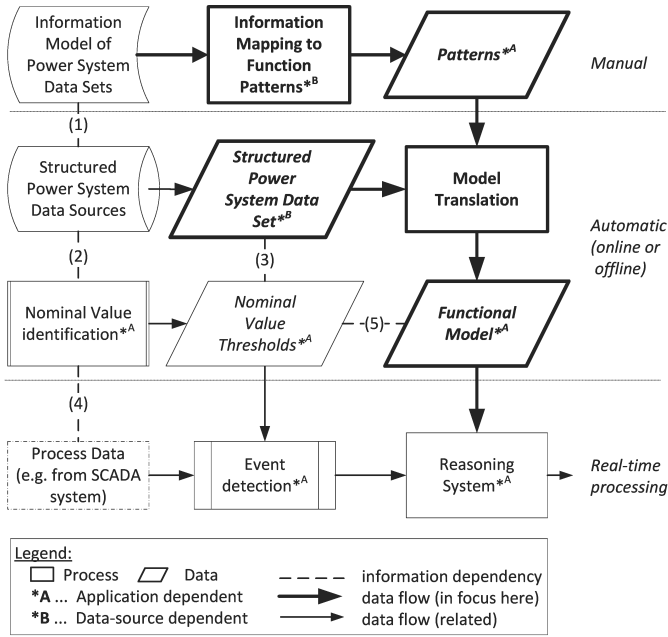 Information
Model of
Power System
Data Sets
Information
Mapping to
Function
Patterns*B
Patterns*A
Manual
(1)
Structured
Power System
Data Sources
Structured
Power
System Data
Set*B
Model
Translation
Automatic
(online or
offline)
(2)
(3)
Nominal Value
identification*A
Nominal
Value
Thresholds*A
(5)
Functional
Model*A
(4)
Process Data
(e.g. from SCADA
system)
Event
detection*A
Reasoning
System*A
Real-time
processing
Legend:
Process
Data
information dependency
*A ... Application dependent
data flow (in focus here)
*B ... Data-source dependent
data flow (related)